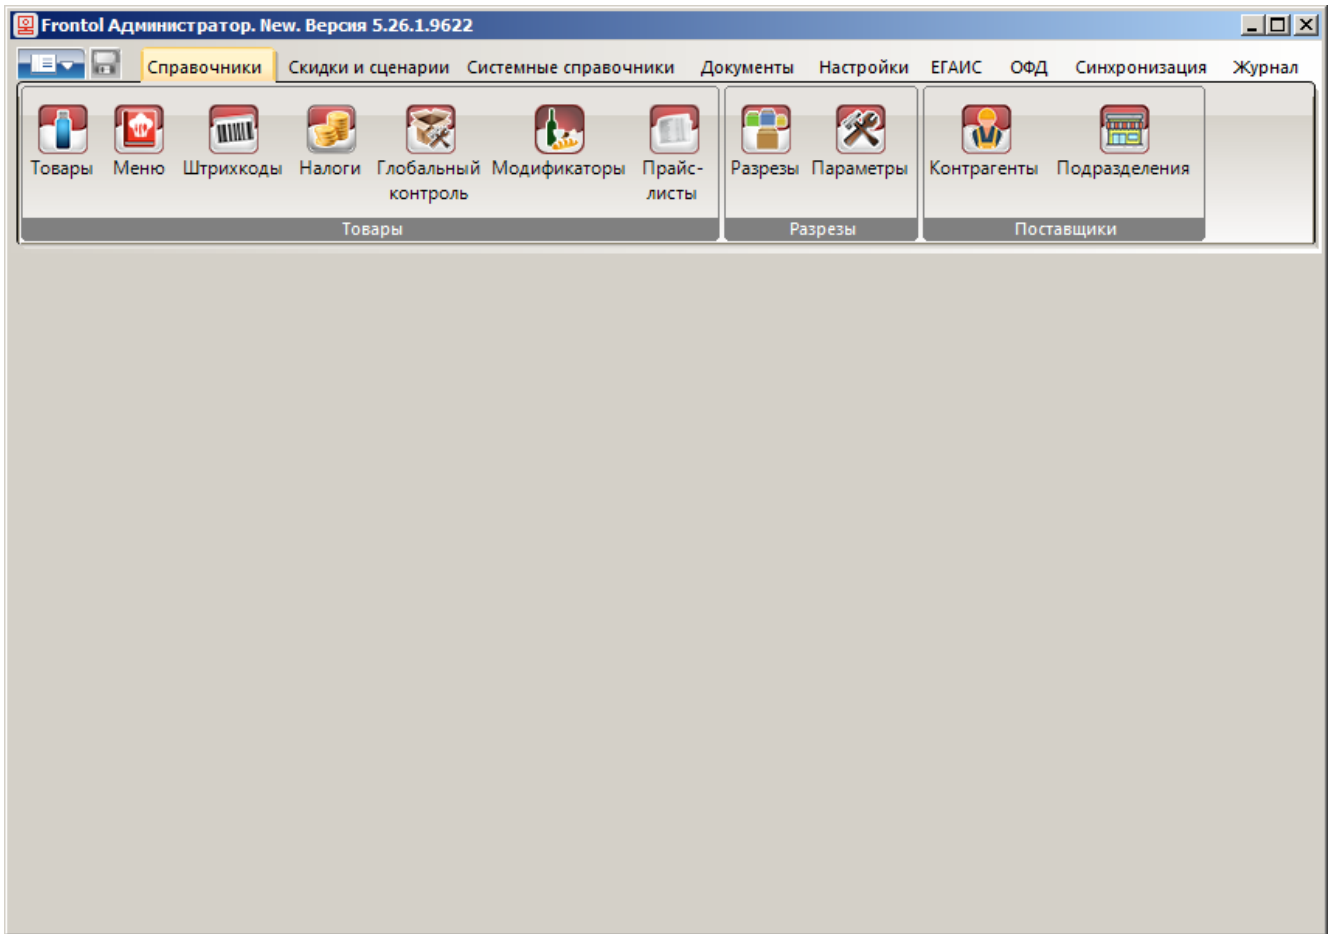 Frontol Администратор. New. Версия 5.26.1.9622
Справочники Скидки и сценарии Системные справочники Документы Настройки ЕГАИС ОФД Синхронизация Журнал
Товары Меню Штрихкоды Налоги Глобальный Модификаторы Прайс- Разрезы Параметры Контрагенты Подразделения
контроль листы
Товары Разрезы Поставщики